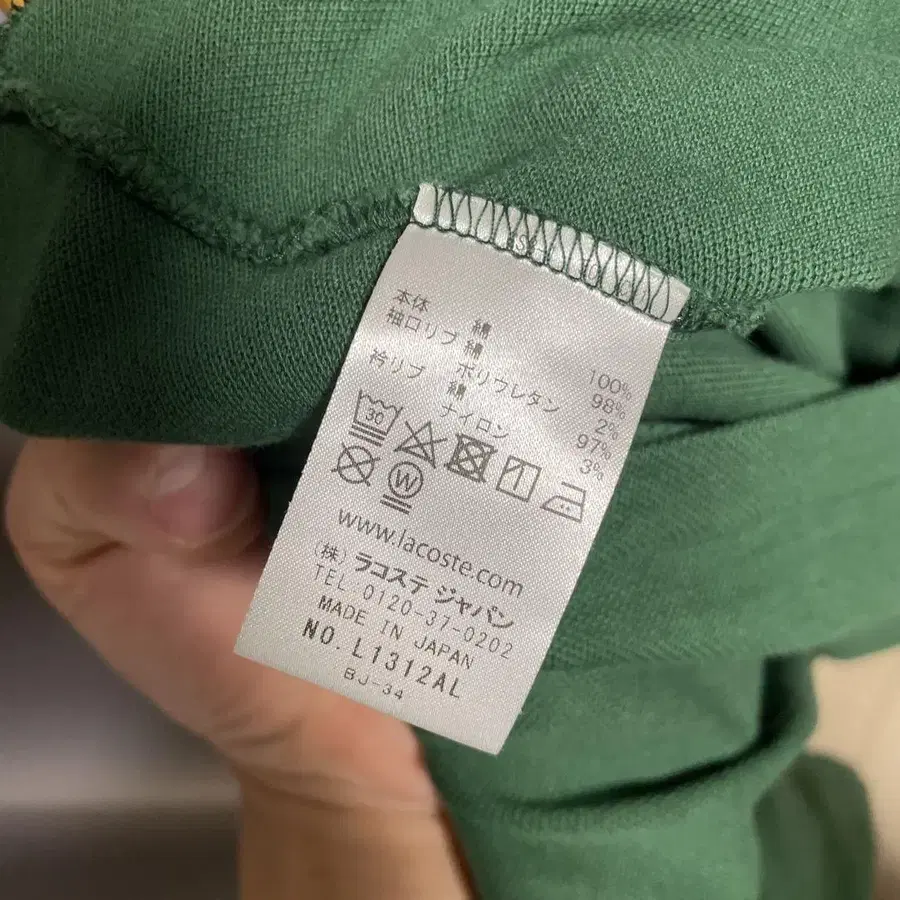 本体 綿 100%
袖口リブ 綿 98%
ポリウレタン 2%
衿リブ 綿 97%
ナイロン 3%
30
W
www.lacoste.com
(株) ラコステ ジャパン
TEL. 0120-37-0202
MADE IN JAPAN
NO. L1312AL
BJ-34